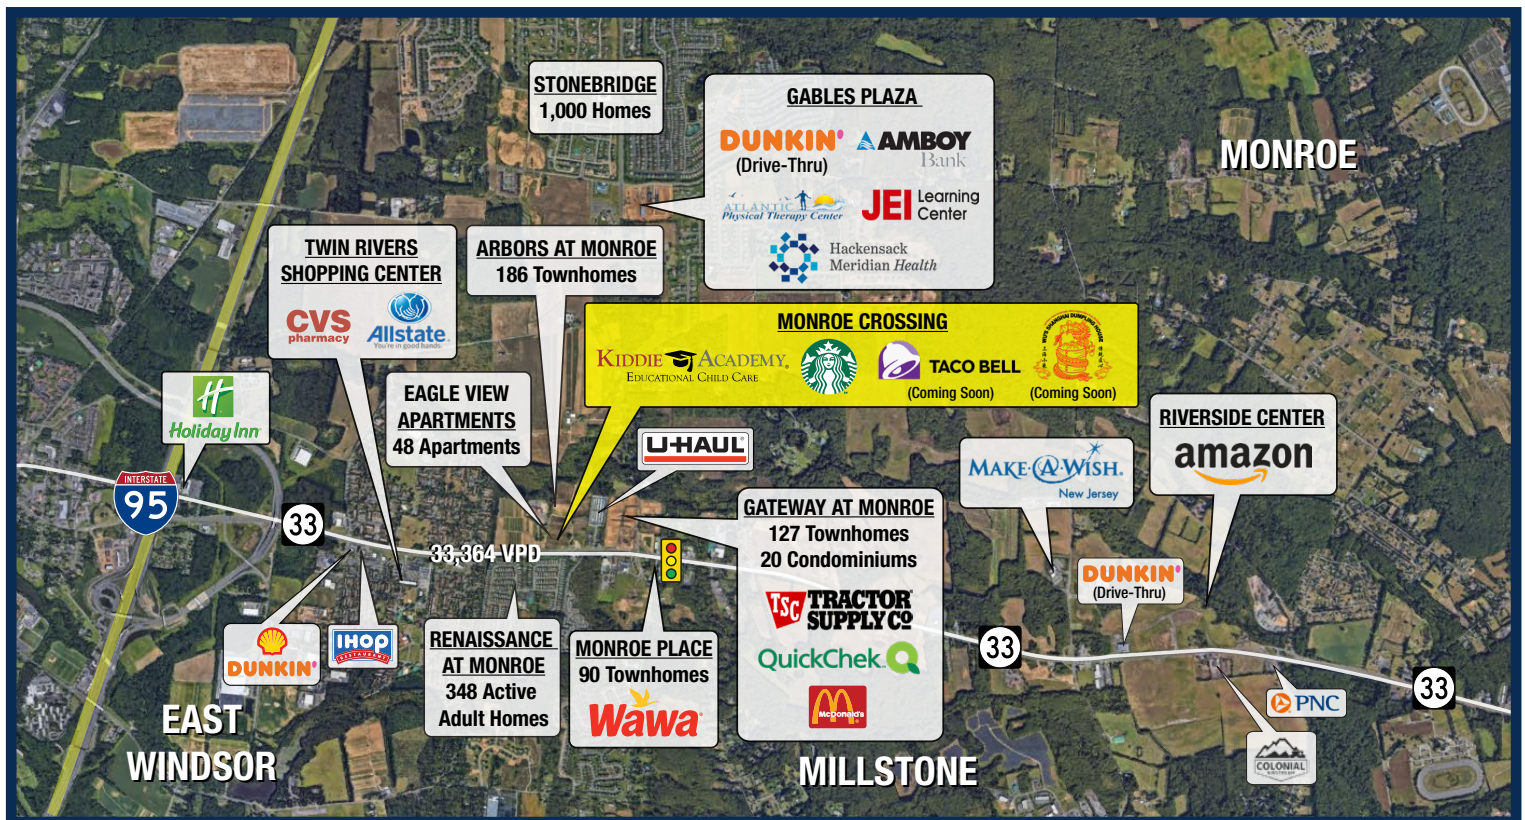 STONEBRIDGE
1,000 Homes
GABLES PLAZA
DUNKIN'
(Drive-Thru)
AMBOY
Bank
ATLANTIC
Physical Therapy Center
JEI Learning
Center
Hackensack
Meridian Health
MONROE
TWIN RIVERS
SHOPPING CENTER
CVS
pharmacy
Allstate
You're in good hands.
ARBORS AT MONROE
186 Townhomes
MONROE CROSSING
KIDDIE ACADEMY®
EDUCATIONAL CHILD CARE
TACO BELL
(Coming Soon)
WU'S SHANGHAI DUMPLING HOUSE
(Coming Soon)
Holiday Inn
EAGLE VIEW
APARTMENTS
48 Apartments
U-HAUL
MAKE-A-WISH®
New Jersey
RIVERSIDE CENTER
amazon
INTERSTATE
95
33
33,364 VPD
GATEWAY AT MONROE
127 Townhomes
20 Condominiums
TSC TRACTOR
SUPPLY CO
QuickChek
McDonald's
DUNKIN'
(Drive-Thru)
DUNKIN'
IHOP
RESTAURANT
RENAISSANCE
AT MONROE
348 Active
Adult Homes
MONROE PLACE
90 Townhomes
Wawa
33
33
PNC
COLONIAL
EAST
WINDSOR
MILLSTONE